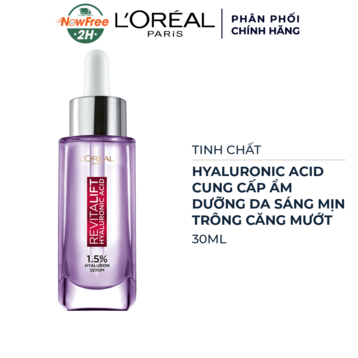 NowFree
2H
L'ORÉAL
PARIS
PHÂN PHỐI
CHÍNH HÃNG
L'ORÉAL
REVITALIFT
HYALURONIC ACID
1.5%
HYALURON
SERUM
TINH CHẤT
HYALURONIC ACID
CUNG CẤP ẨM
DƯỠNG DA SÁNG MỊN
TRÔNG CĂNG MƯỚT
30ML